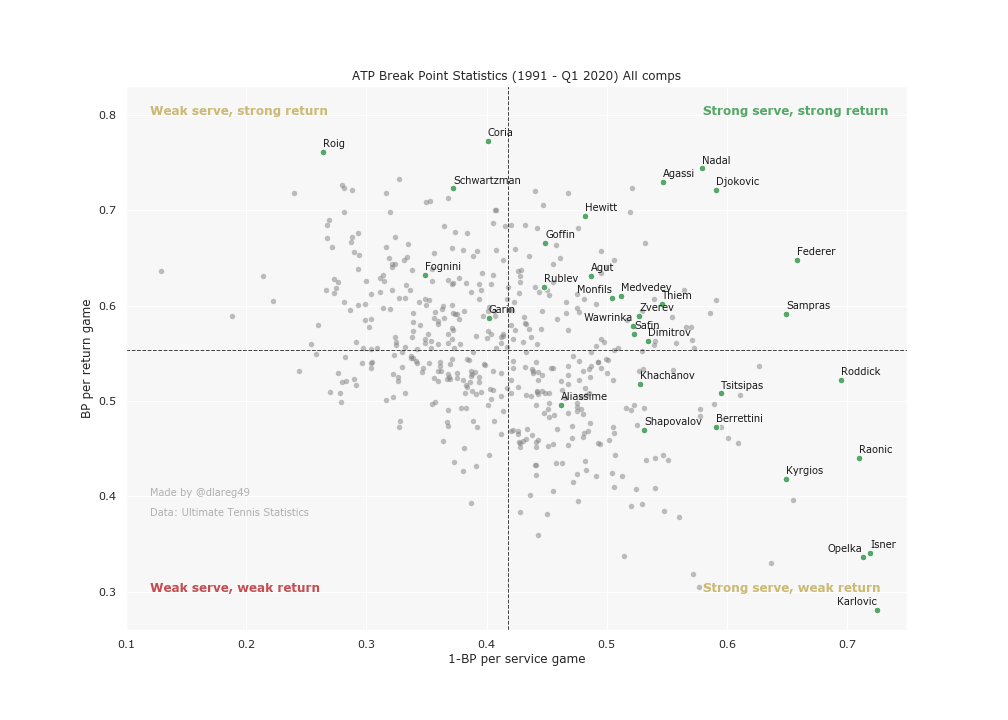 ATP Break Point Statistics (1991 - Q1 2020) All comps
0.8
Weak serve, strong return
Strong serve, strong return
Coria
Roig
Nadal
Agassi
Schwartzman
Djokovic
0.7
Hewitt
Goffin
Federer
Fognini
Agut
Rublev
Monfils
Medvedev
Thiem
0.6
Garin
Zverev
Sampras
Wawrinka
Safin
Dimitrov
BP per return game
Khachanov
Roddick
Tsitsipas
0.5
Aliassime
Shapovalov
Berrettini
Raonic
Kyrgios
0.4
Made by @dlareg49
Data: Ultimate Tennis Statistics
Opelka
Isner
0.3
Weak serve, weak return
Strong serve, weak return
Karlovic
0.1
0.2
0.3
0.4
0.5
0.6
0.7
1-BP per service game